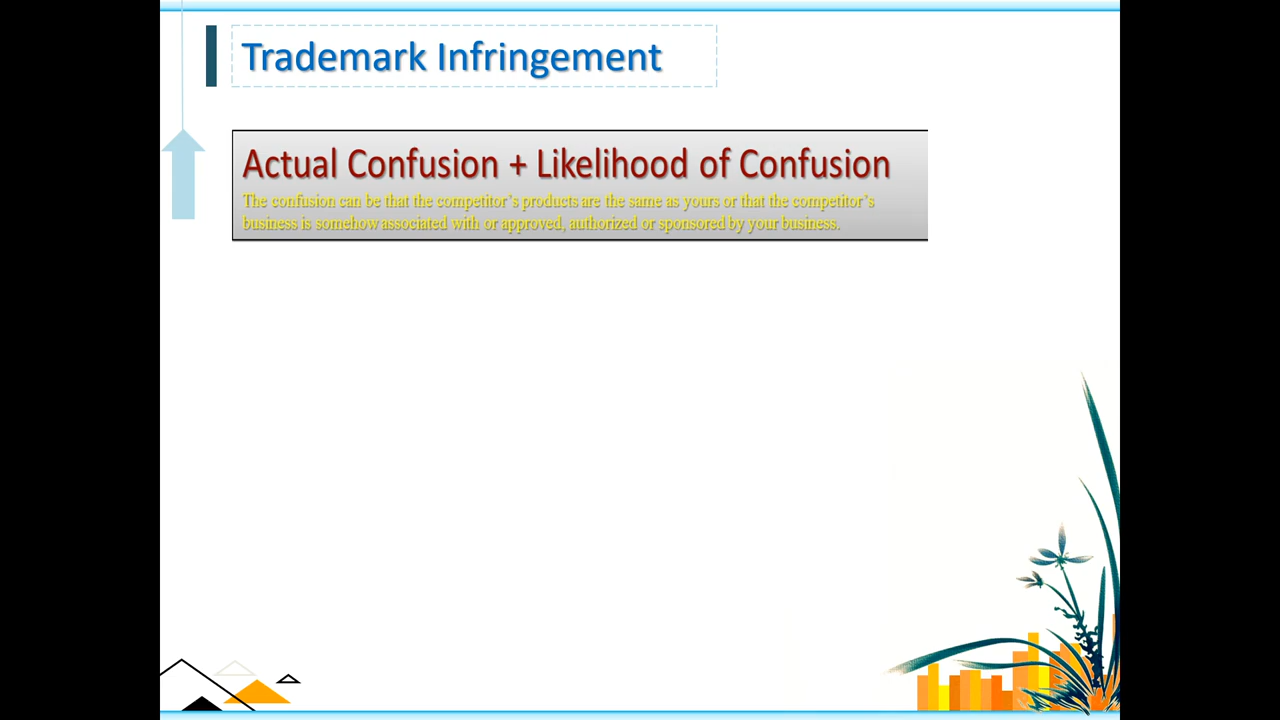 Trademark Infringement
Actual Confusion + Likelihood of Confusion
The confusion can be that the competitor’s products are the same as yours or that the competitor’s
business is somehow associated with or approved, authorized or sponsored by your business.